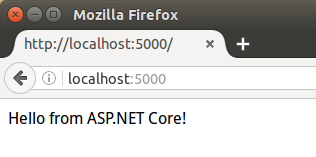 Mozilla Firefox
http://localhost:5000/
localhost:5000
Hello from ASP.NET Core!